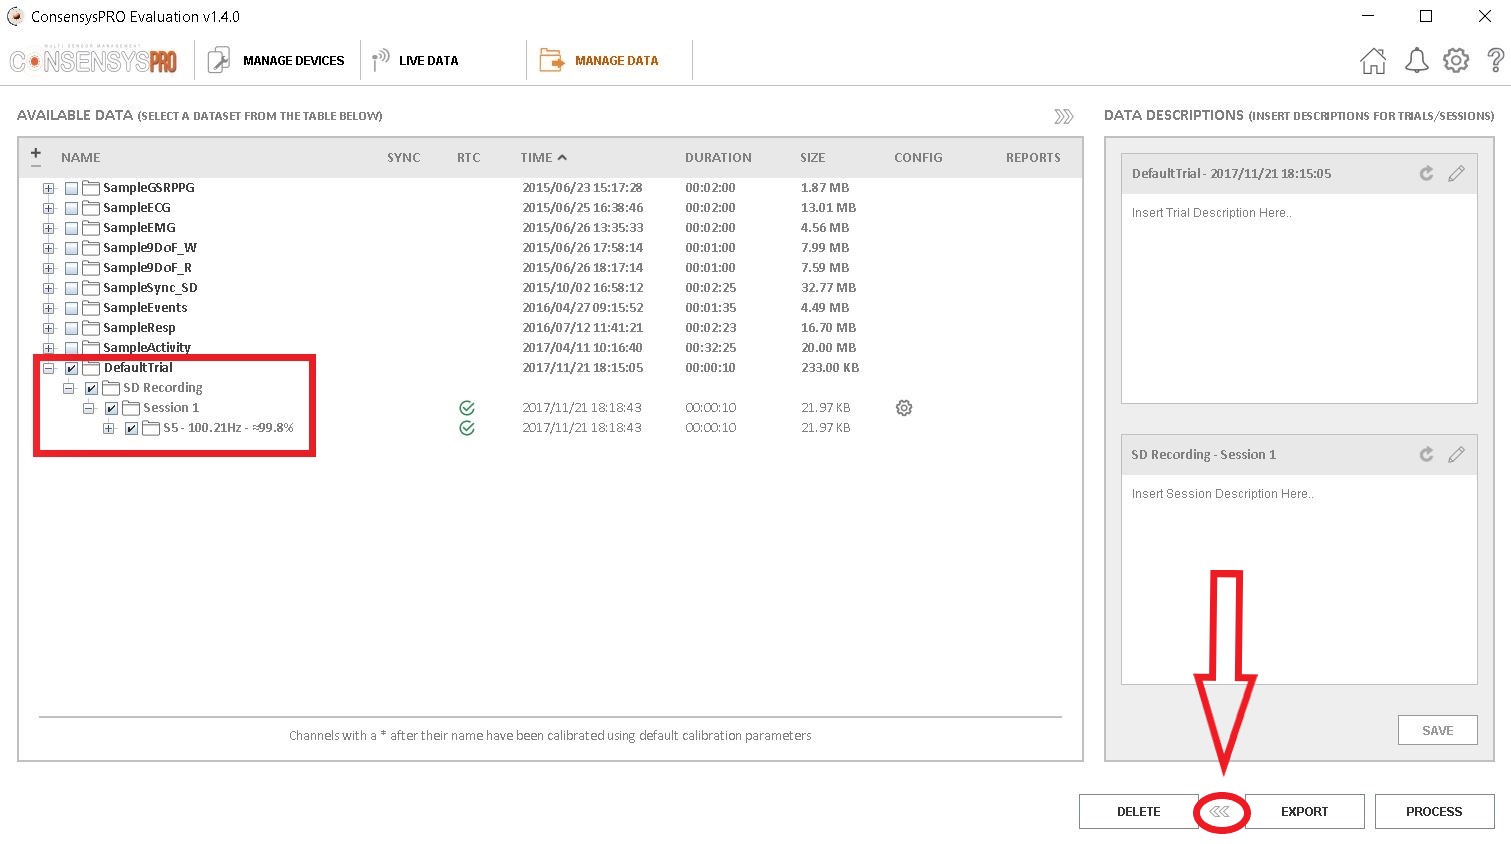 ConsensysPRO Evaluation v1.4.0
MULTI SENSOR MANAGEMENT
CONSENSYSPRO
MANAGE DEVICES
LIVE DATA
MANAGE DATA
AVAILABLE DATA (SELECT A DATASET FROM THE TABLE BELOW)
DATA DESCRIPTIONS (INSERT DESCRIPTIONS FOR TRIALS/SESSIONS)
NAME SYNC RTC TIME DURATION SIZE CONFIG REPORTS
SampleGSRPPG 2015/06/23 15:17:28 00:02:00 1.87 MB
SampleECG 2015/06/25 16:38:46 00:02:00 13.01 MB
SampleEMG 2015/06/26 13:35:33 00:02:00 4.56 MB
Sample9DoF_W 2015/06/26 17:58:14 00:01:00 7.99 MB
Sample9DoF_R 2015/06/26 18:17:14 00:01:00 7.59 MB
SampleSync_SD 2015/10/02 16:58:12 00:02:25 32.77 MB
SampleEvents 2016/04/27 09:15:52 00:01:35 4.49 MB
SampleResp 2016/07/12 11:41:21 00:02:23 16.70 MB
SampleActivity 2017/04/11 10:16:40 00:32:25 20.00 MB
DefaultTrial 2017/11/21 18:15:05 00:00:10 233.00 KB
SD Recording
Session 1 2017/11/21 18:18:43 00:00:10 21.97 KB
S5 - 100.21Hz - ≈99.8% 2017/11/21 18:18:43 00:00:10 21.97 KB
Channels with a * after their name have been calibrated using default calibration parameters
DefaultTrial - 2017/11/21 18:15:05
Insert Trial Description Here..
SD Recording - Session 1
Insert Session Description Here..
SAVE
DELETE
EXPORT
PROCESS